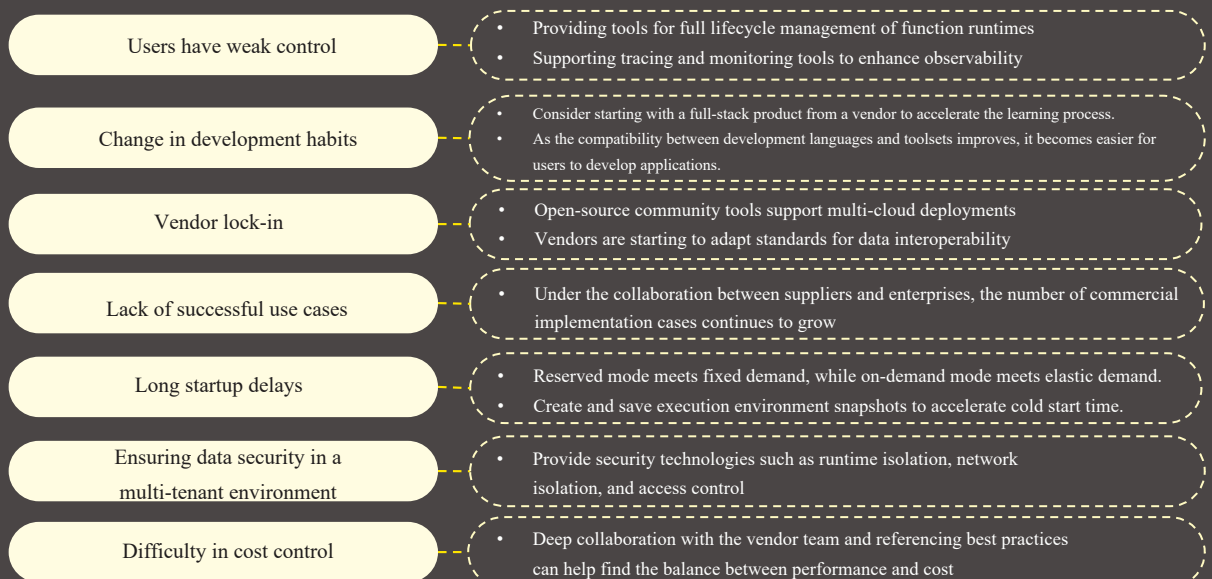 Users have weak control
• Providing tools for full lifecycle management of function runtimes
• Supporting tracing and monitoring tools to enhance observability
Change in development habits
• Consider starting with a full-stack product from a vendor to accelerate the learning process.
• As the compatibility between development languages and toolsets improves, it becomes easier for
users to develop applications.
Vendor lock-in
• Open-source community tools support multi-cloud deployments
• Vendors are starting to adapt standards for data interoperability
Lack of successful use cases
• Under the collaboration between suppliers and enterprises, the number of commercial
implementation cases continues to grow
Long startup delays
• Reserved mode meets fixed demand, while on-demand mode meets elastic demand.
• Create and save execution environment snapshots to accelerate cold start time.
Ensuring data security in a
multi-tenant environment
• Provide security technologies such as runtime isolation, network
isolation, and access control
Difficulty in cost control
• Deep collaboration with the vendor team and referencing best practices
can help find the balance between performance and cost